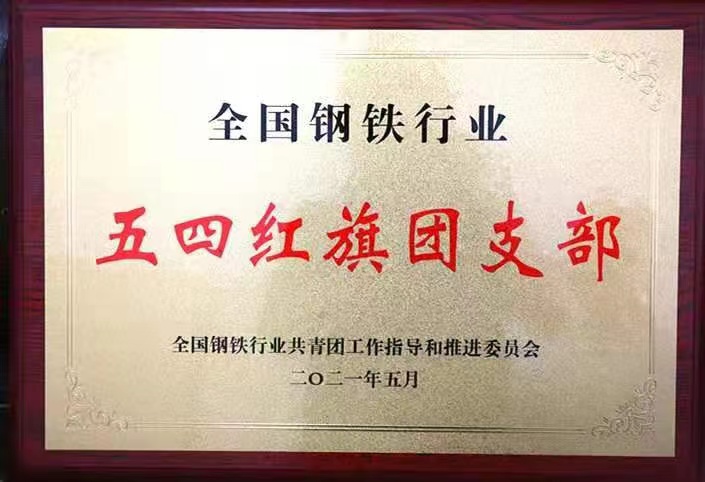 全国钢铁行业
五四红旗团支部
全国钢铁行业共青团工作指导和推进委员会
二〇二一年五月